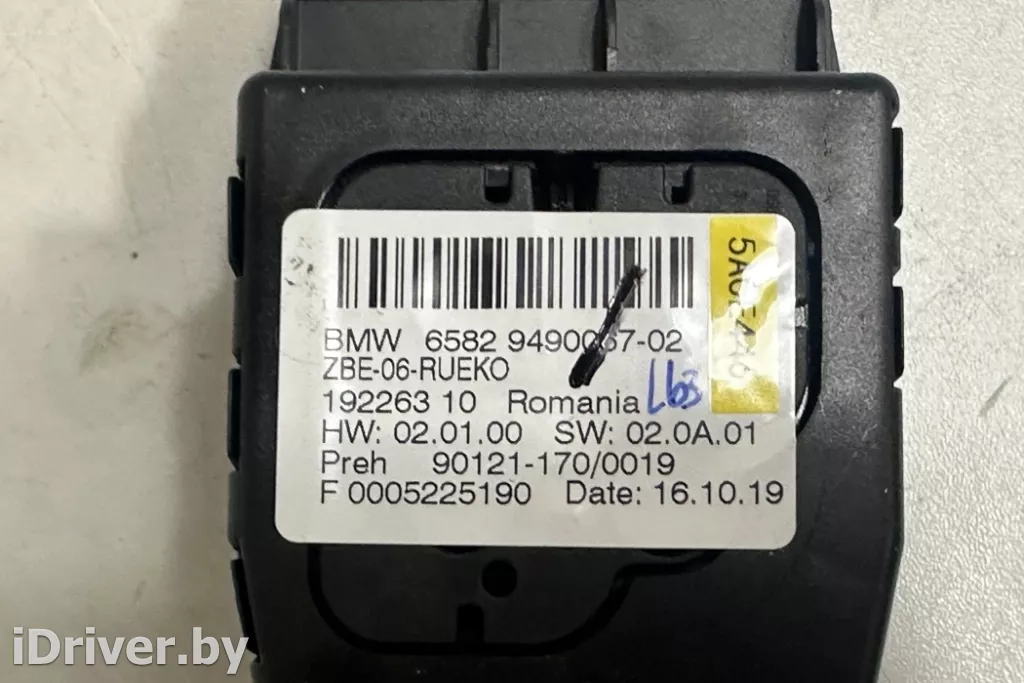 BMW 6582 9490067-02
ZBE-06-RUEKO
192263 10 Romania
HW: 02.01.00 SW: 02.0A.01
Preh 90121-170/0019
F 0005225190 Date: 16.10.19
iDriver.by